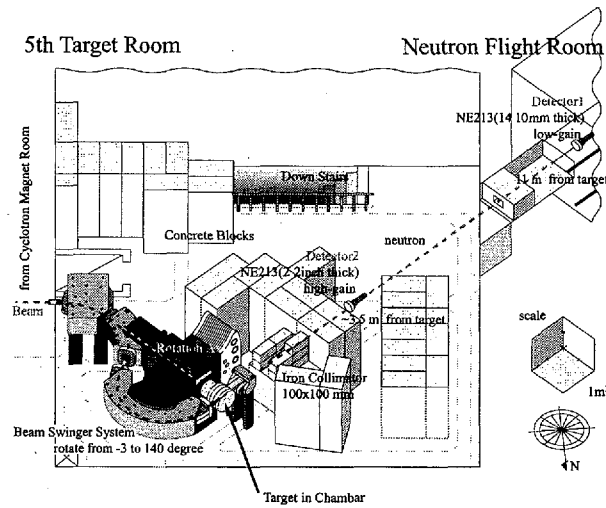 5th Target Room
Neutron Flight Room
Detector1
NE213(14 10mm thick)
low-gain
11 m from target
from Cyclotron Magnet Room
Down Stairs
Concrete Blocks
neutron
Detector2
NE213(2 2inch thick)
high-gain
~3.5 m from target
Beam
Rotation
scale
1m
Iron Collimator
100x100 mm
Beam Swinger System
rotate from -3 to 140 degree
N
Target in Chambar